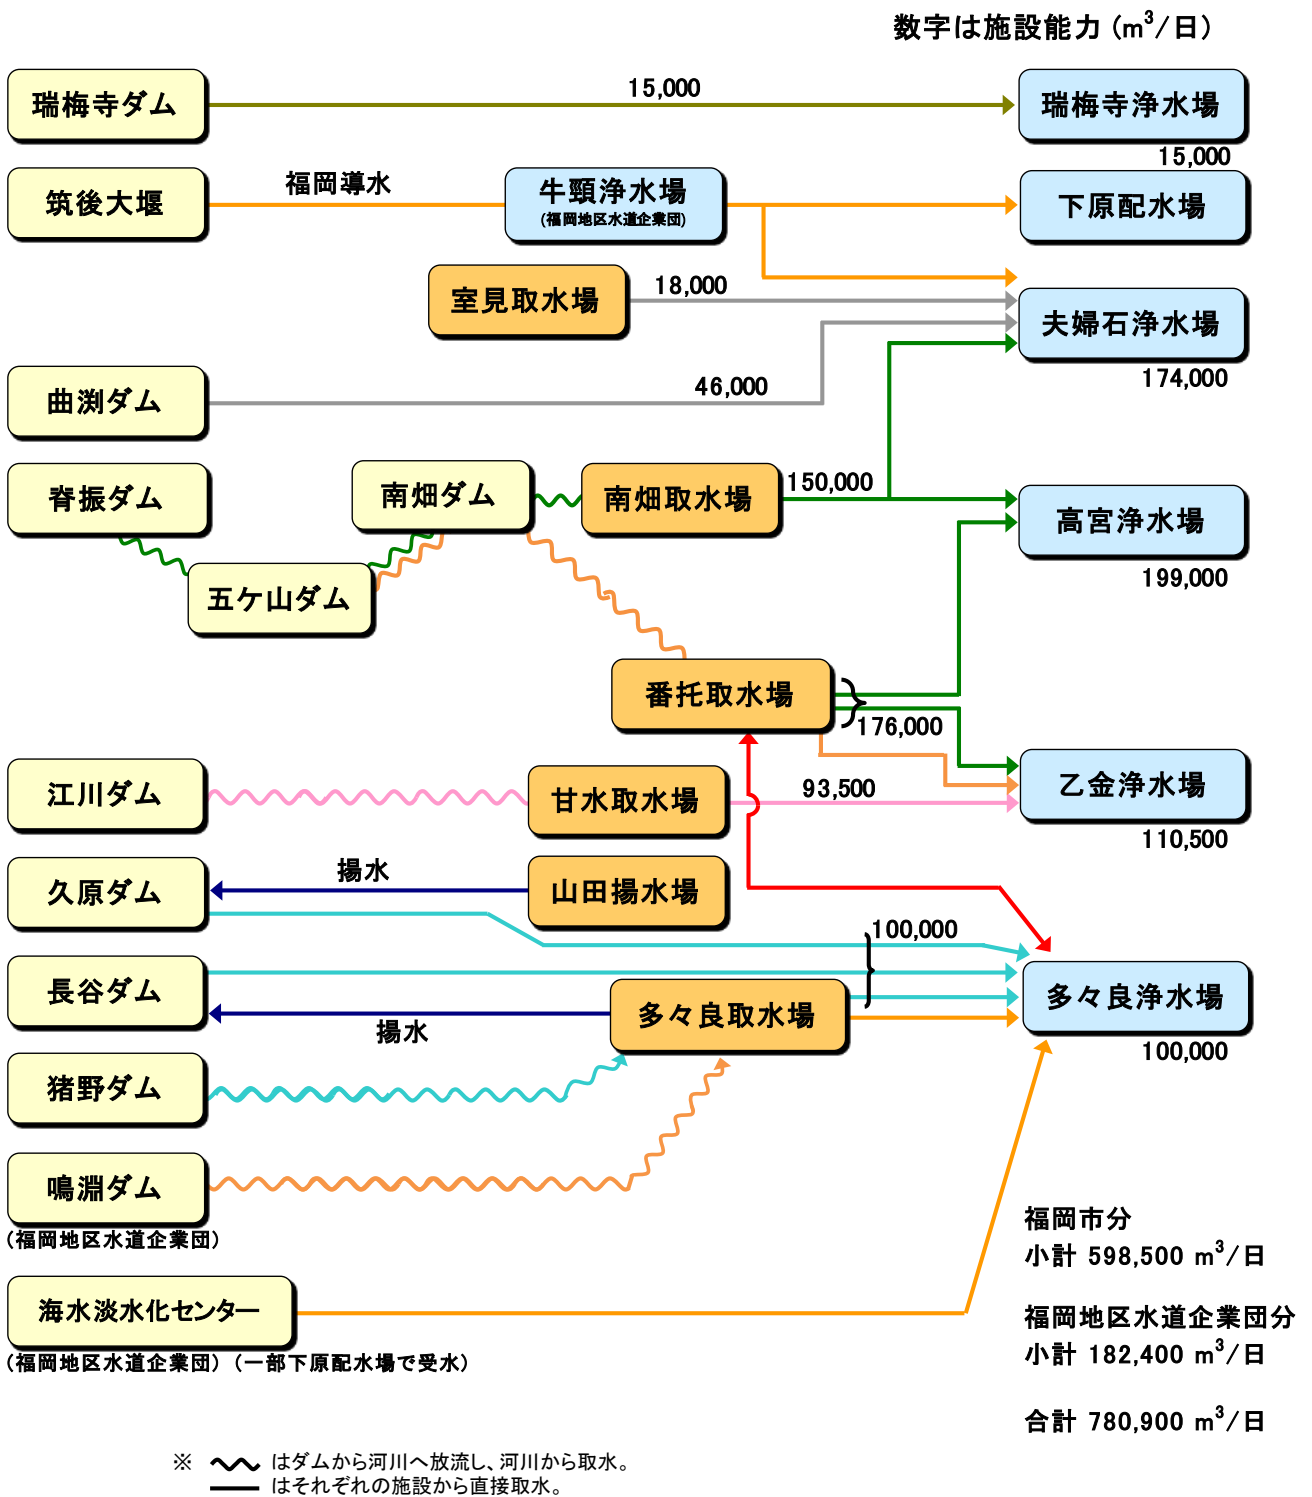 数字は施設能力 (m³/日)
瑞梅寺ダム
15,000
瑞梅寺浄水場
15,000
筑後大堰
福岡導水
牛頸浄水場
(福岡地区水道企業団)
下原配水場
室見取水場
18,000
夫婦石浄水場
174,000
曲渕ダム
46,000
脊振ダム
南畑ダム
南畑取水場
150,000
高宮浄水場
199,000
五ケ山ダム
番托取水場
176,000
江川ダム
甘水取水場
93,500
乙金浄水場
110,500
久原ダム
揚水
山田揚水場
100,000
長谷ダム
揚水
多々良取水場
多々良浄水場
100,000
猪野ダム
鳴淵ダム
(福岡地区水道企業団)
海水淡水化センター
(福岡地区水道企業団) (一部下原配水場で受水)
福岡市分
小計 598,500 m³/日
福岡地区水道企業団分
小計 182,400 m³/日
合計 780,900 m³/日
※ はダムから河川へ放流し、河川から取水。
はそれぞれの施設から直接取水。